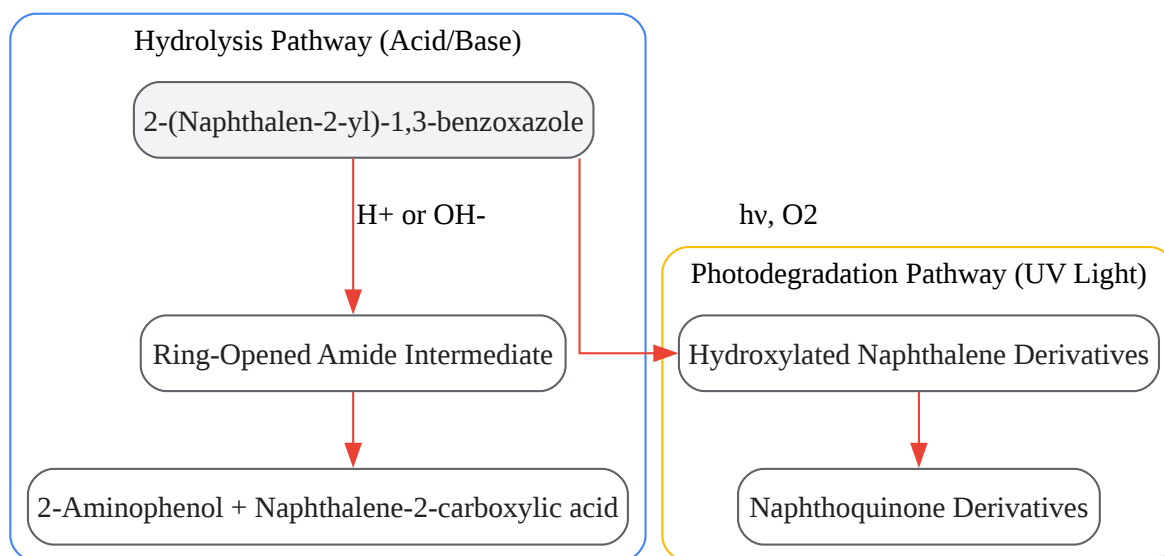 Hydrolysis Pathway (Acid/Base)
2-(Naphthalen-2-yl)-1,3-benzoxazole
H+ or OH-
Ring-Opened Amide Intermediate
2-Aminophenol + Naphthalene-2-carboxylic acid
hν, O2
Photodegradation Pathway (UV Light)
Hydroxylated Naphthalene Derivatives
Naphthoquinone Derivatives